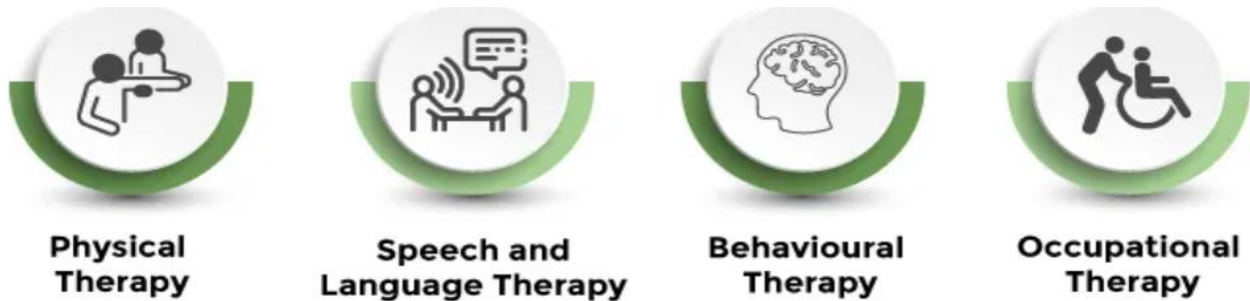 Physical
Therapy
Speech and
Language Therapy
Behavioural
Therapy
Occupational
Therapy